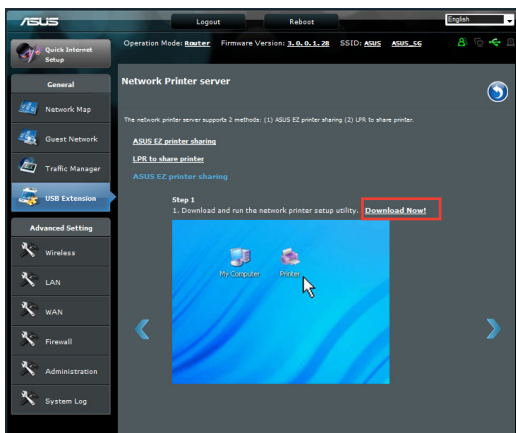 ASUS
Logout
Reboot
English
Quick Internet
Setup
Operation Mode: Router Firmware Version: 3.0.0.1.28 SSID: ASUS ASUS_5G
General
Network Map
Guest Network
Traffic Manager
USB Extension
Advanced Setting
Wireless
LAN
WAN
Firewall
Administration
System Log
Network Printer server
The network printer server supports 2 methods: (1) ASUS EZ printer sharing (2) LPR to share printer.
ASUS EZ printer sharing
LPR to share printer
ASUS EZ printer sharing
Step 1
1. Download and run the network printer setup utility. Download Now!
My Computer
Printer